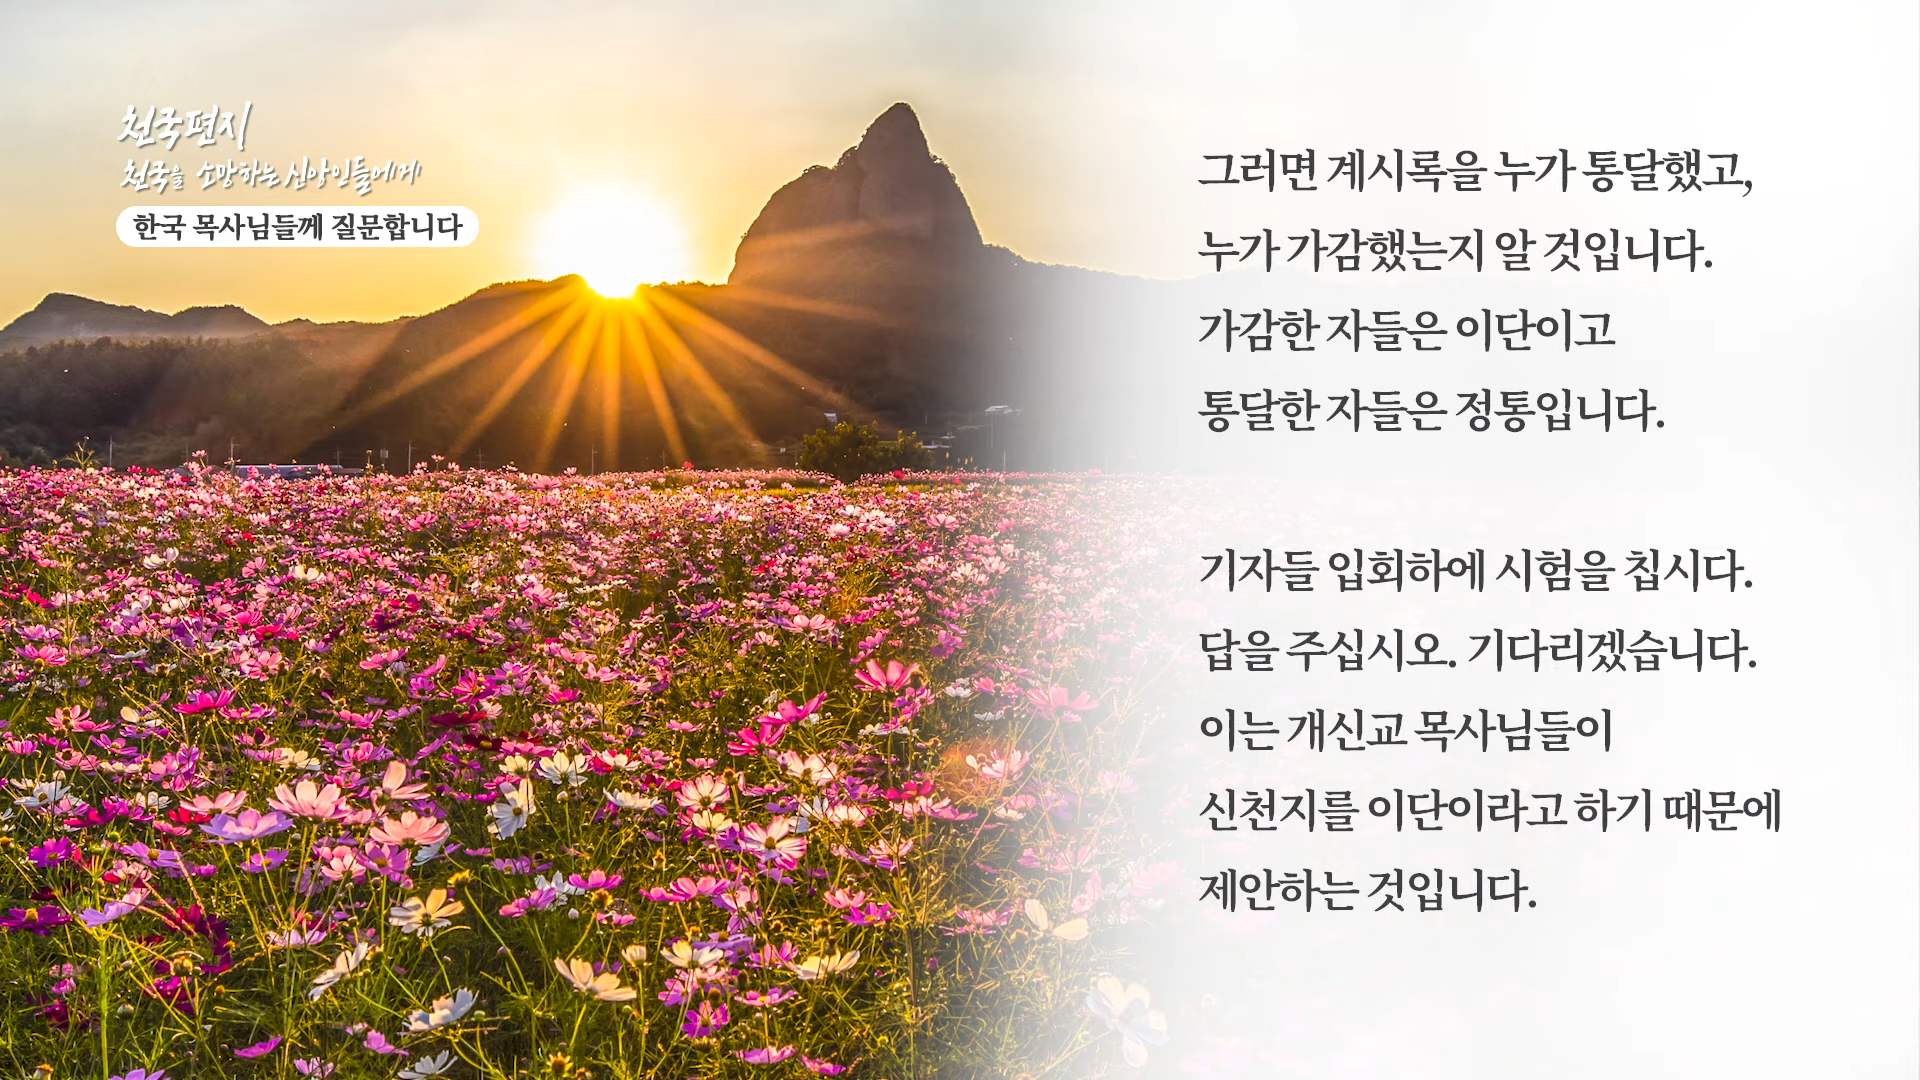 천국편지
천국을 소망하는 신앙인들에게
한국 목사님들께 질문합니다
그러면 계시록을 누가 통달했고,
누가 가감했는지 알 것입니다.
가감한 자들은 이단이고
통달한 자들은 정통입니다.
기자들 입회하에 시험을 칩시다.
답을 주십시오. 기다리겠습니다.
이는 개신교 목사님들이
신천지를 이단이라고 하기 때문에
제안하는 것입니다.